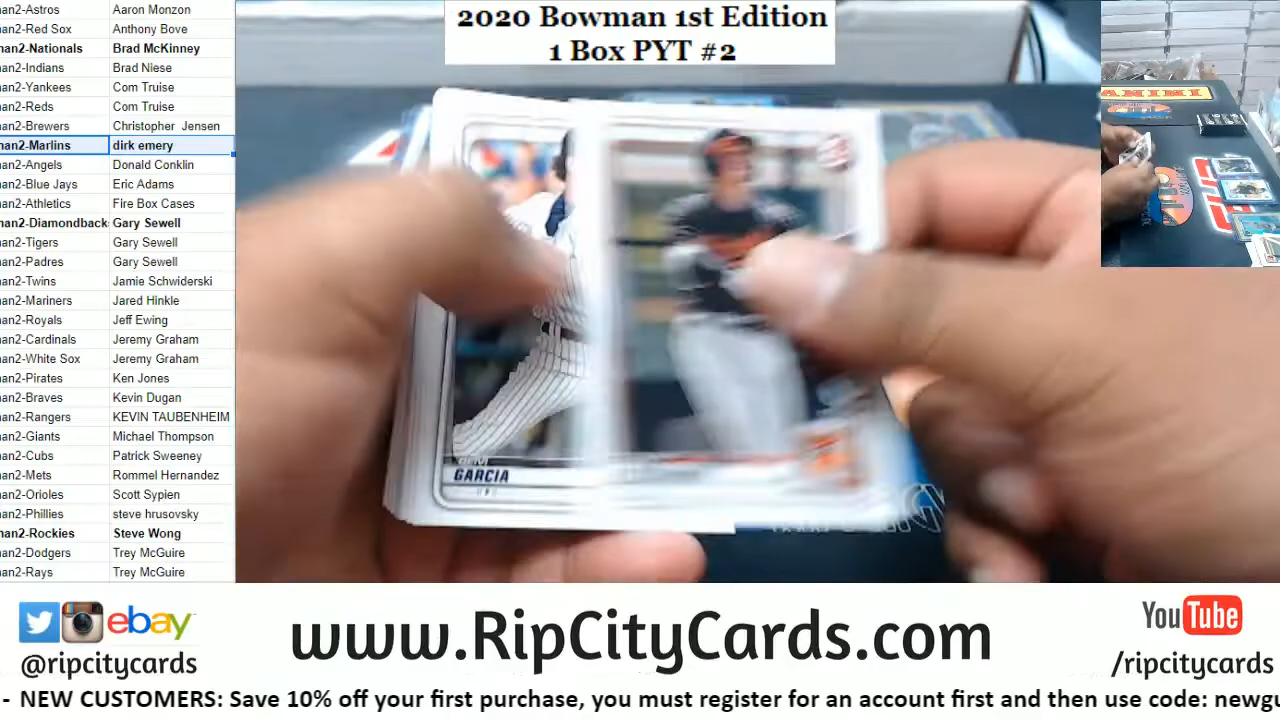 2020 Bowman 1st Edition
1 Box PYT #2
nan2-Astros Aaron Monzon
nan2-Red Sox Anthony Bove
nan2-Nationals Brad McKinney
nan2-Indians Brad Niese
nan2-Yankees Com Truise
nan2-Reds Com Truise
nan2-Brewers Christopher Jensen
nan2-Marlins dirk emery
nan2-Angels Donald Conklin
nan2-Blue Jays Eric Adams
nan2-Athletics Fire Box Cases
nan2-Diamondback Gary Sewell
nan2-Tigers Gary Sewell
nan2-Padres Gary Sewell
nan2-Twins Jamie Schwiderski
nan2-Mariners Jared Hinkle
nan2-Royals Jeff Ewing
nan2-Cardinals Jeremy Graham
nan2-White Sox Jeremy Graham
nan2-Pirates Ken Jones
nan2-Braves Kevin Dugan
nan2-Rangers KEVIN TAUBENHEIM
nan2-Giants Michael Thompson
nan2-Cubs Patrick Sweeney
nan2-Mets Rommel Hernandez
nan2-Orioles Scott Sypien
nan2-Phillies steve hrusovsky
nan2-Rockies Steve Wong
nan2-Dodgers Trey McGuire
nan2-Rays Trey McGuire
PANINI
GARCIA
ebay
@ripcitycards
www.RipCityCards.com
YouTube
/ripcitycards
- NEW CUSTOMERS: Save 10% off your first purchase, you must register for an account first and then use code: newgu